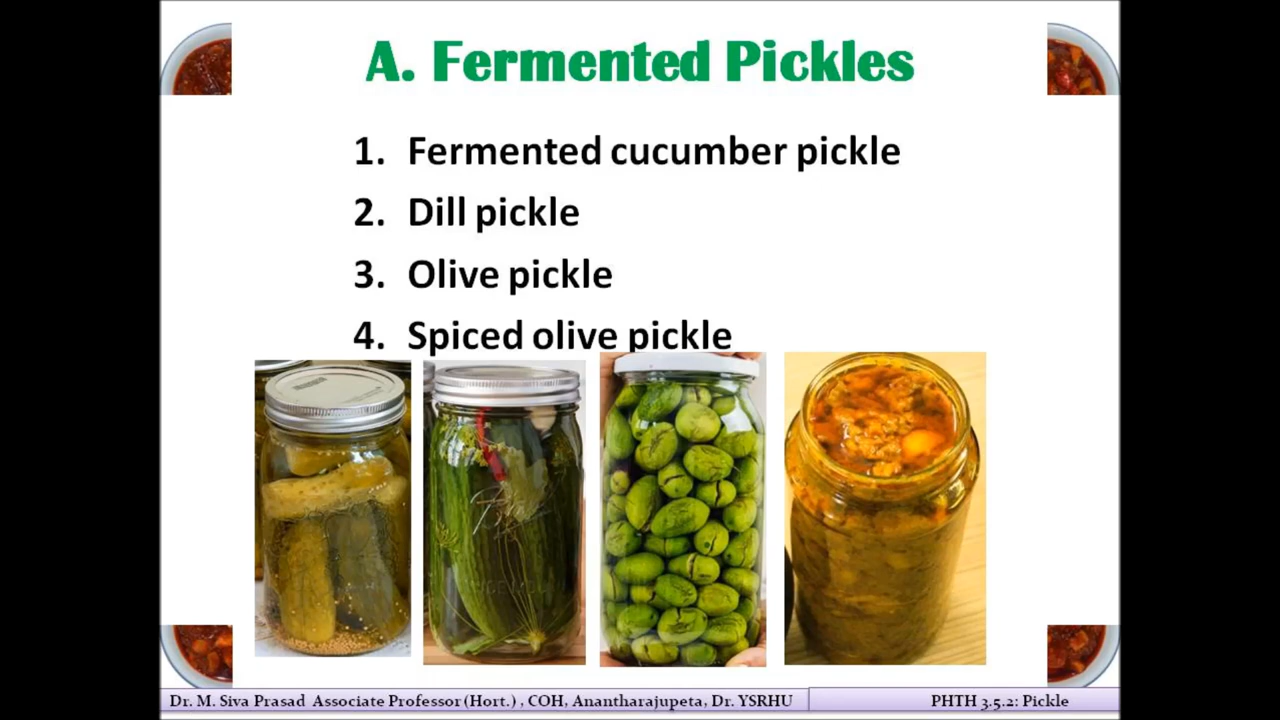 A. Fermented Pickles
1. Fermented cucumber pickle
2. Dill pickle
3. Olive pickle
4. Spiced olive pickle
Dr. M. Siva Prasad Associate Professor (Hort.) , COH, Anantharajupeta, Dr. YSRHU
PHTH 3.5.2: Pickle